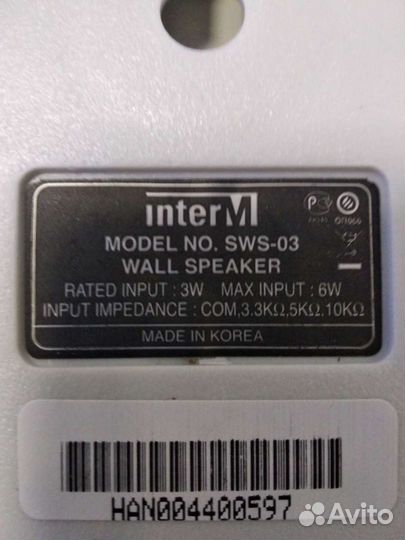 interM
MODEL NO. SWS-03
WALL SPEAKER
RATED INPUT : 3W MAX INPUT : 6W
INPUT IMPEDANCE : COM,3.3KΩ,5KΩ,10KΩ
MADE IN KOREA
ОП066
HAN004400597
Avito